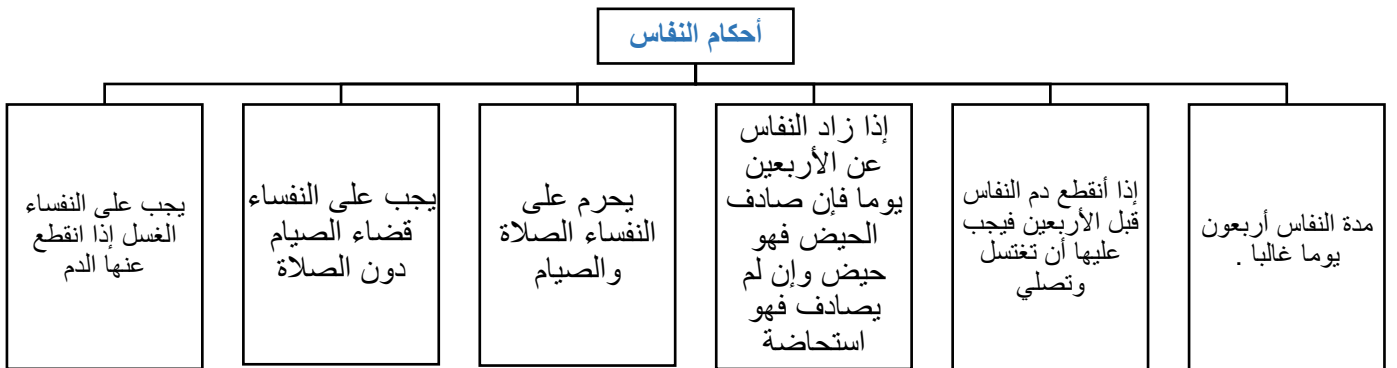 أحكام النفاس
مدة النفاس أربعون
يوما غالبا .
إذا أنقطع دم النفاس
قبل الأربعين فيجب
عليها أن تغتسل
وتصلي
إذا زاد النفاس
عن الأربعين
يوما فإن صادف
الحيض فهو
حيض وإن لم
يصادف فهو
استحاضة
يحرم على
النفساء الصلاة
والصيام
يجب على النفساء
قضاء الصيام
دون الصلاة
يجب على النفساء
الغسل إذا انقطع
عنها الدم